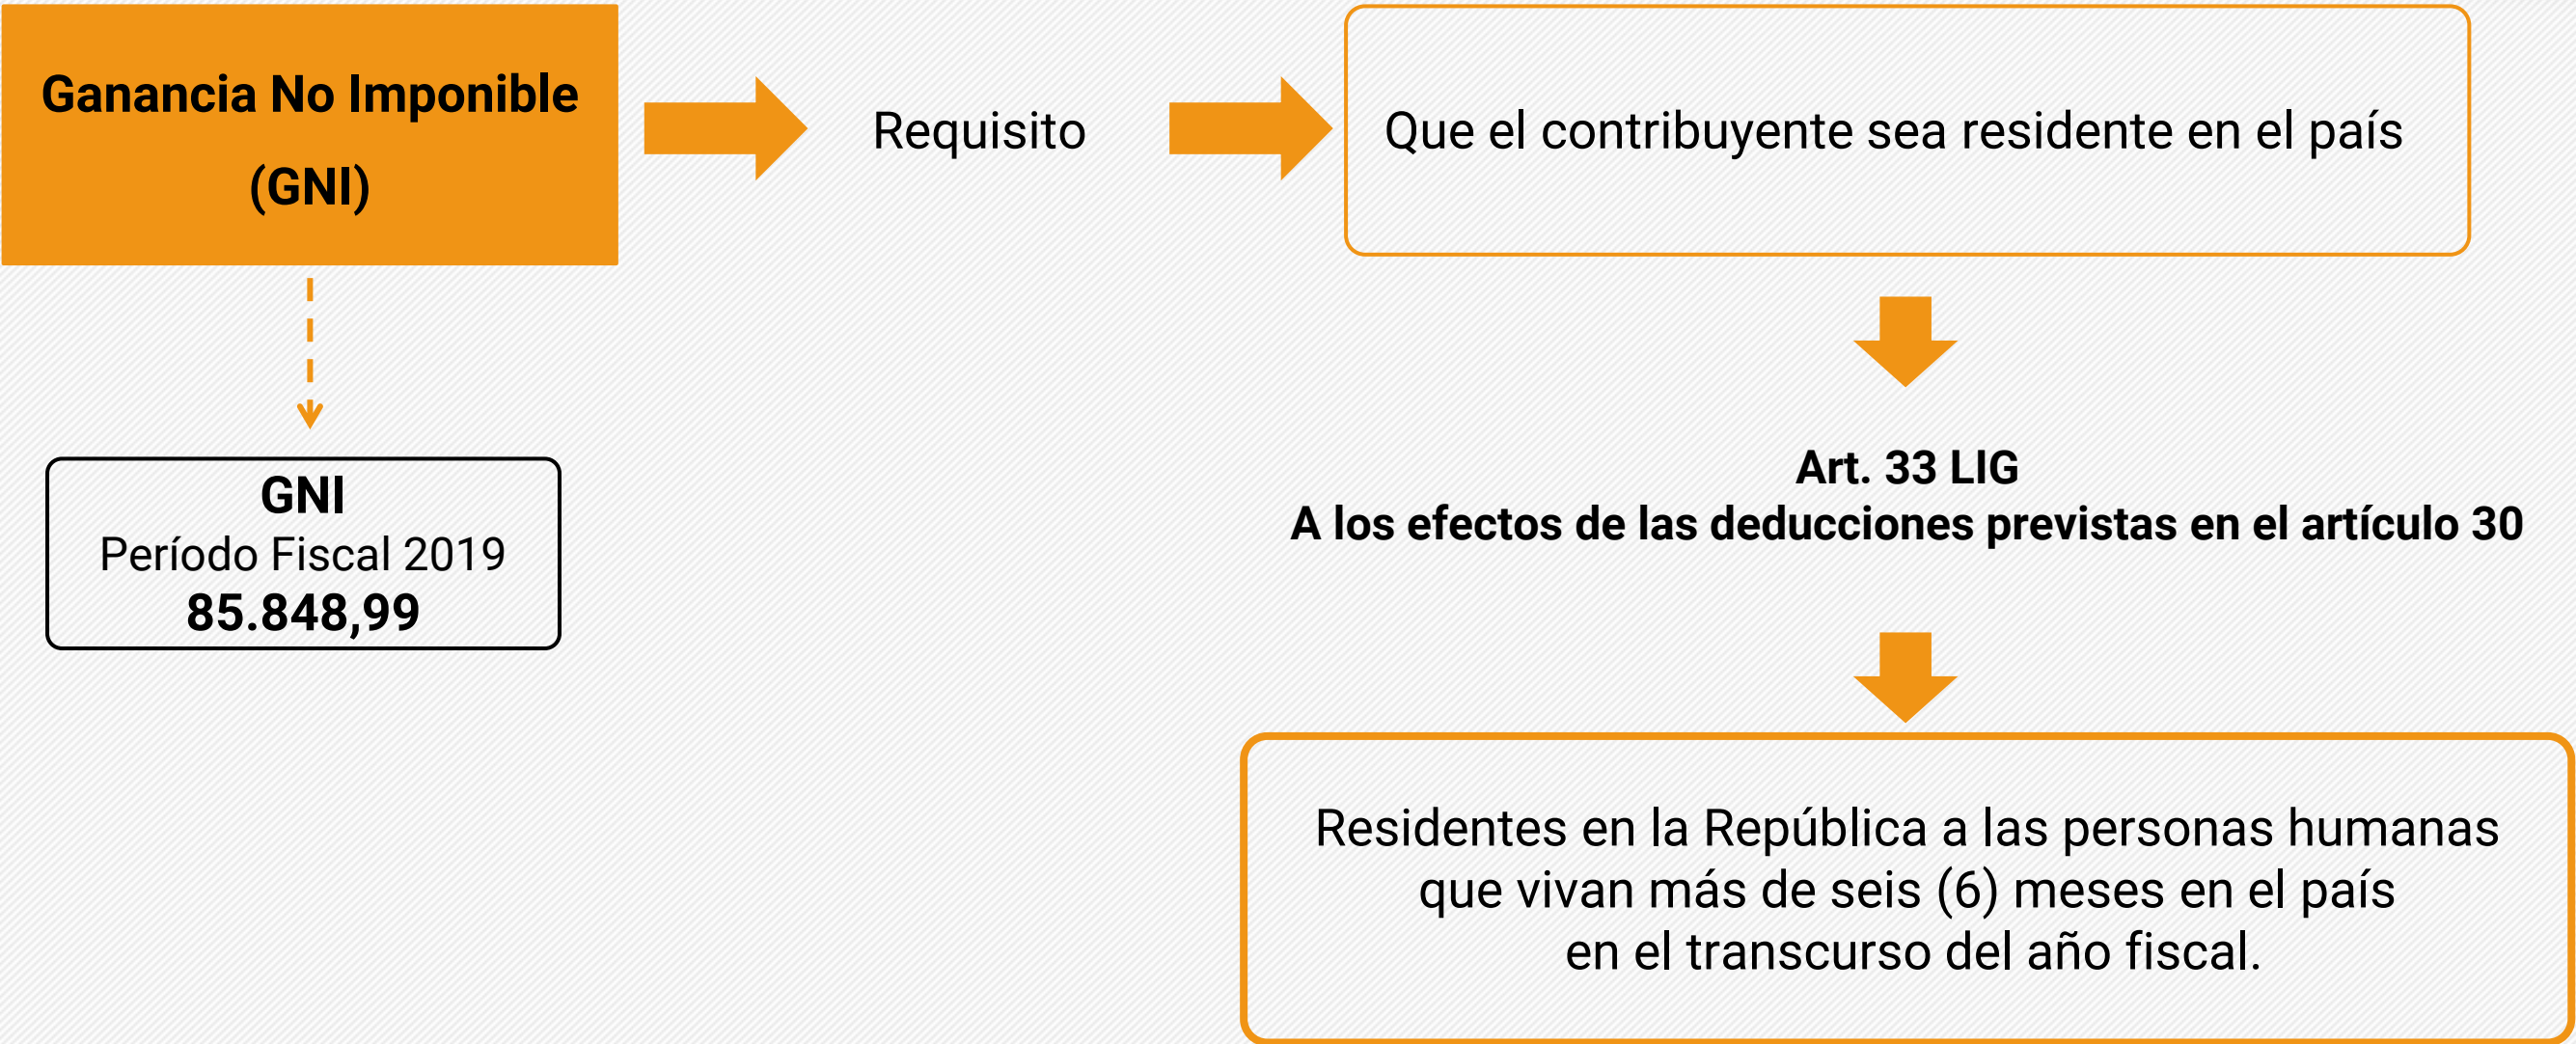 Ganancia No Imponible
(GNI)
Requisito
Que el contribuyente sea residente en el país
GNI
Período Fiscal 2019
85.848,99
Art. 33 LIG
A los efectos de las deducciones previstas en el artículo 30
Residentes en la República a las personas humanas
que vivan más de seis (6) meses en el país
en el transcurso del año fiscal.